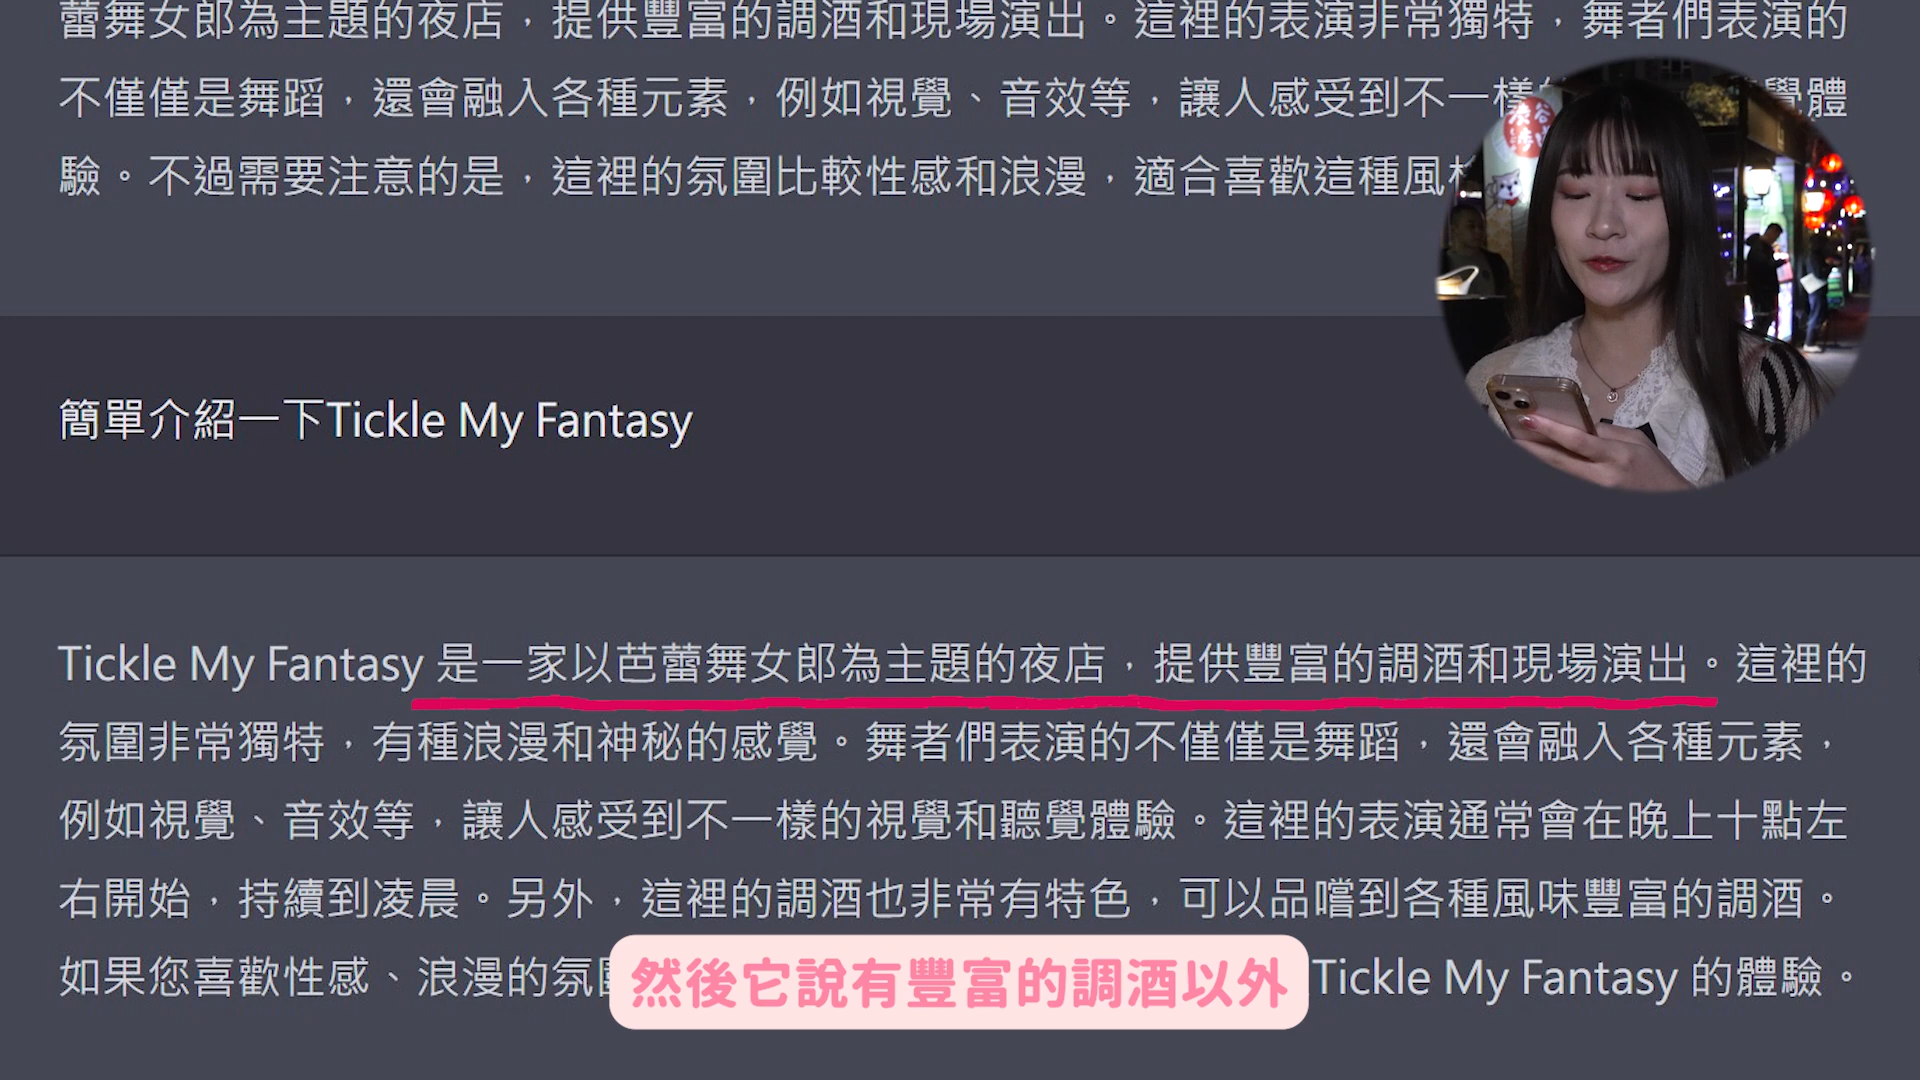 蕾舞女郎為主題的夜店，提供豐富的調酒和現場演出。這裡的表演非常獨特，舞者們表演的
不僅僅是舞蹈，還會融入各種元素，例如視覺、音效等，讓人感受到不一樣 覺體
驗。不過需要注意的是，這裡的氛圍比較性感和浪漫，適合喜歡這種風格
簡單介紹一下Tickle My Fantasy
Tickle My Fantasy 是一家以芭蕾舞女郎為主題的夜店，提供豐富的調酒和現場演出。這裡的
氛圍非常獨特，有種浪漫和神秘的感覺。舞者們表演的不僅僅是舞蹈，還會融入各種元素，
例如視覺、音效等，讓人感受到不一樣的視覺和聽覺體驗。這裡的表演通常會在晚上十點左
右開始，持續到凌晨。另外，這裡的調酒也非常有特色，可以品嚐到各種風味豐富的調酒。
如果您喜歡性感、浪漫的氛 Tickle My Fantasy 的體驗。
然後它說有豐富的調酒以外